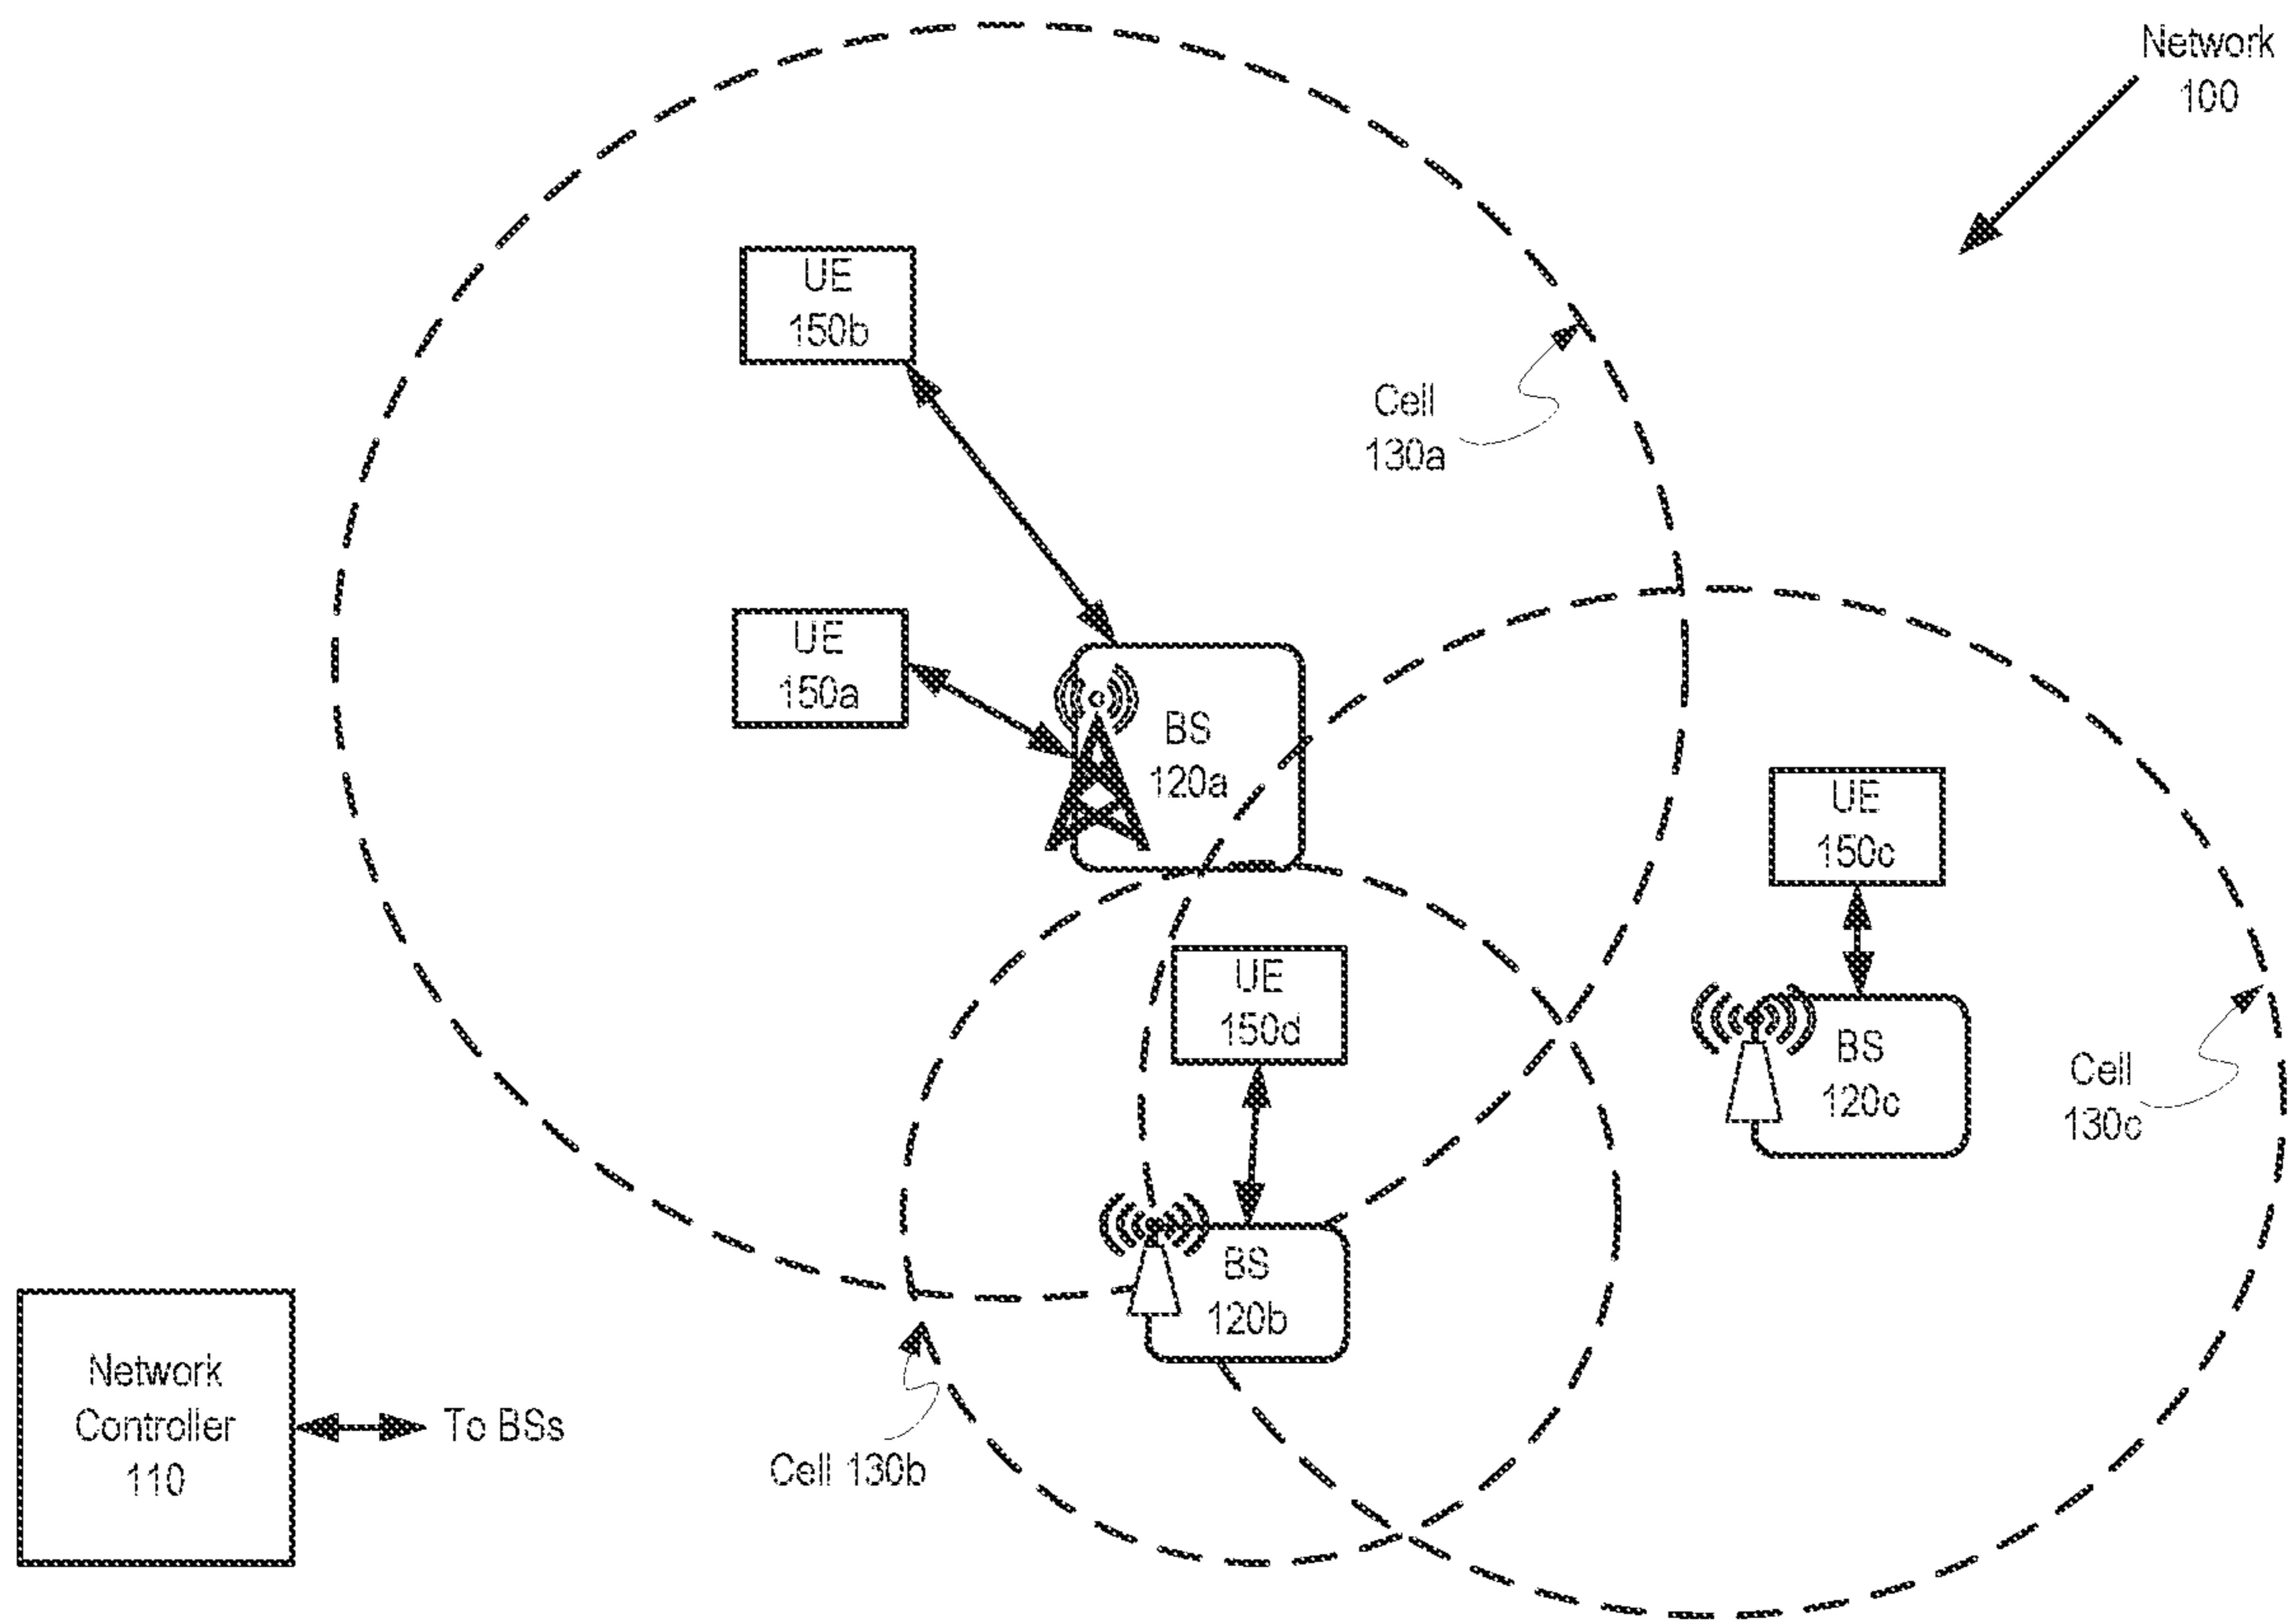 Network
100
UE
150b
Cell
130a
UE
150a
BS
120a
UE
150c
UE
150d
BS
120c
Cell
130c
BS
120b
Network
Controller
110
To BSs
Cell 130b